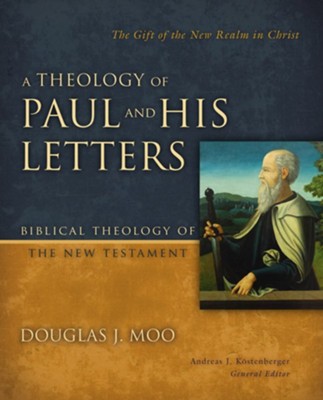 The Gift of the New Realm in Christ
A THEOLOGY OF
PAUL AND HIS
LETTERS
BIBLICAL THEOLOGY OF
THE NEW TESTAMENT
DOUGLAS J. MOO
Andreas J. Köstenberger
General Editor